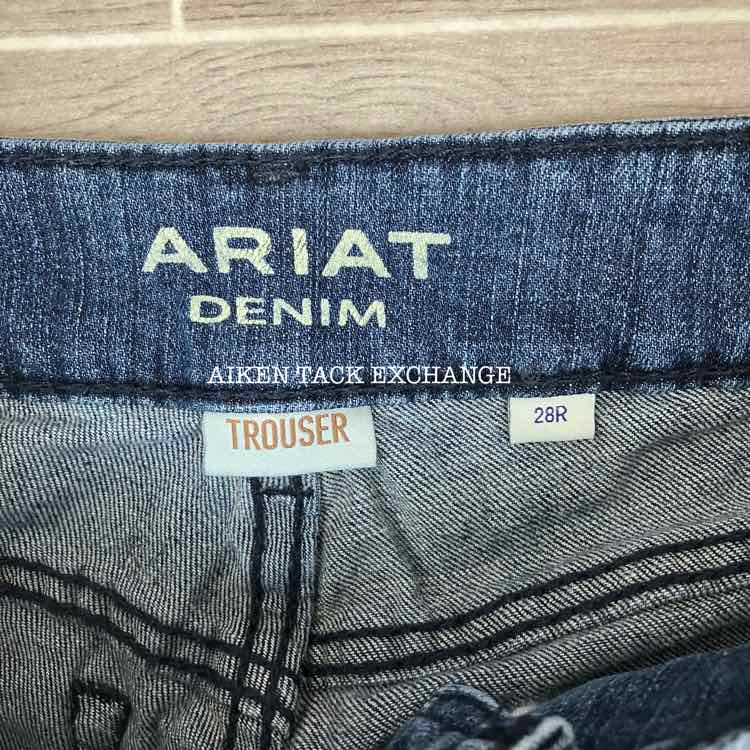 ARIAT
DENIM
AIKEN TACK EXCHANGE
TROUSER
28R